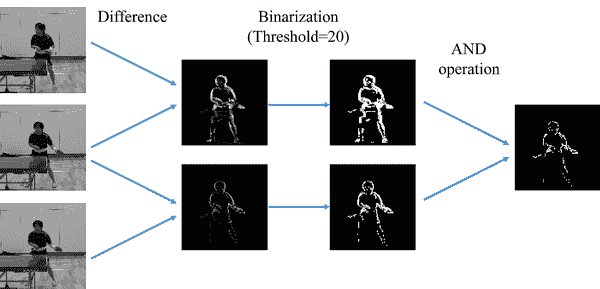 Difference
Binarization
(Threshold=20)
AND
operation